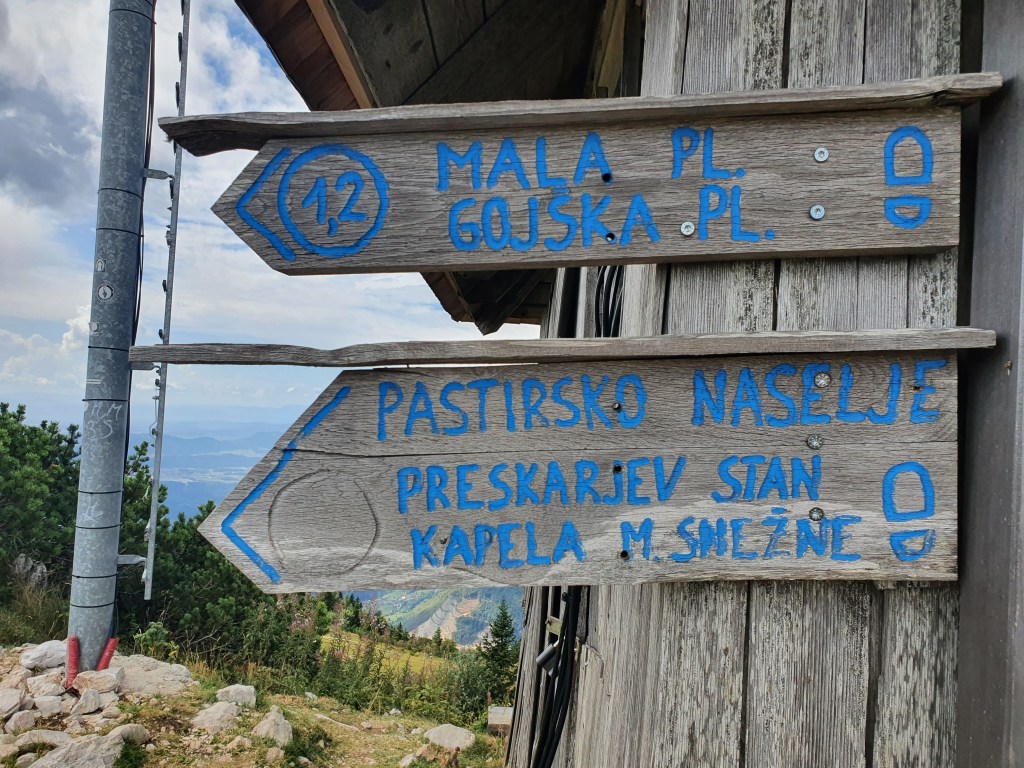 1,2
MALA PL.
GOJŠKA PL.
PASTIRSKO NASELJE
PRESKARJEV STAN
KAPELA M. SNEŽNE